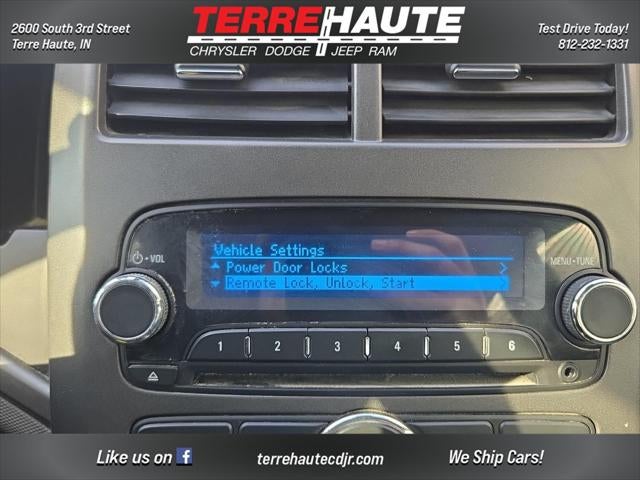 2600 South 3rd Street
Terre Haute, IN
TERRE HAUTE
CHRYSLER DODGE JEEP RAM
Test Drive Today!
812-232-1331
Vehicle Settings
Power Door Locks >
Remote Lock, Unlock, Start >
+ VOL
MENU-TUNE
1 2 3 4 5 6
Like us on f
terrehautecdjr.com
We Ship Cars!